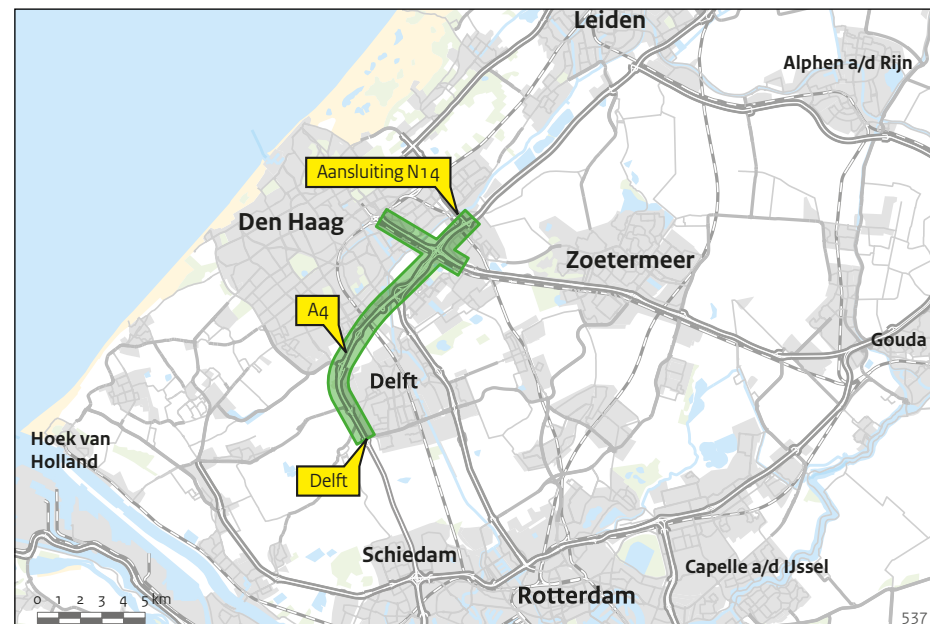 Leiden
Alphen a/d Rijn
Aansluiting N14
Den Haag
Zoetermeer
A4
Gouda
Delft
Hoek van
Holland
Delft
Schiedam
Capelle a/d IJssel
Rotterdam
0 1 2 3 4 5 km
537